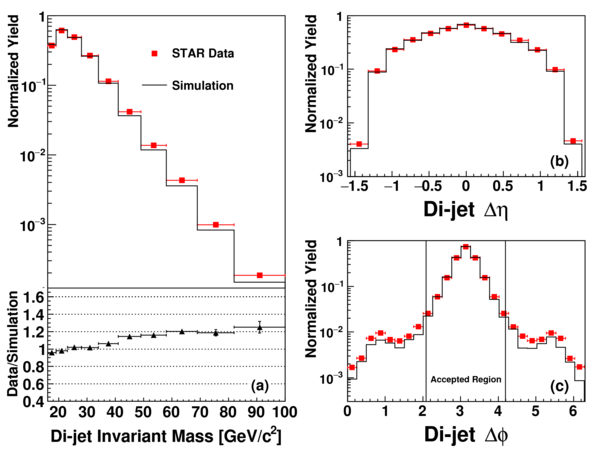 Normalized Yield
1
10⁻¹
10⁻²
10⁻³
STAR Data
Simulation
Data/Simulation
1.6
1.4
1.2
1
0.8
0.6
0.4
(a)
20 30 40 50 60 70 80 90 100
Di-jet Invariant Mass [GeV/c²]
Normalized Yield
1
10⁻¹
10⁻²
10⁻³
(b)
−1.5 −1 −0.5 0 0.5 1 1.5
Di-jet Δη
Normalized Yield
1
10⁻¹
10⁻²
10⁻³
Accepted Region
(c)
0 1 2 3 4 5 6
Di-jet Δϕ